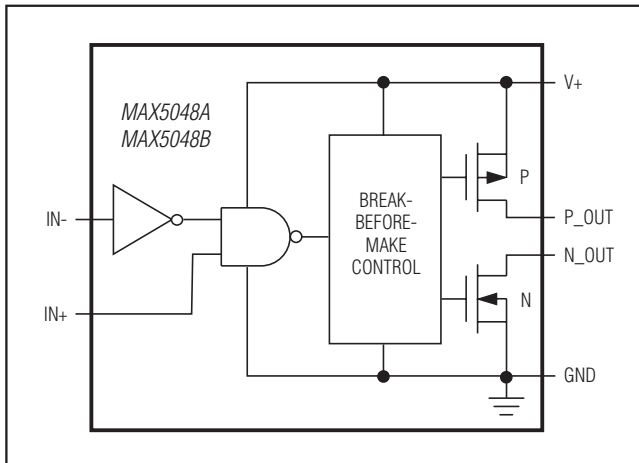 MAX5048A
MAX5048B
V+
P
P_OUT
BREAK-
BEFORE-
MAKE
CONTROL
IN-
N_OUT
N
IN+
GND